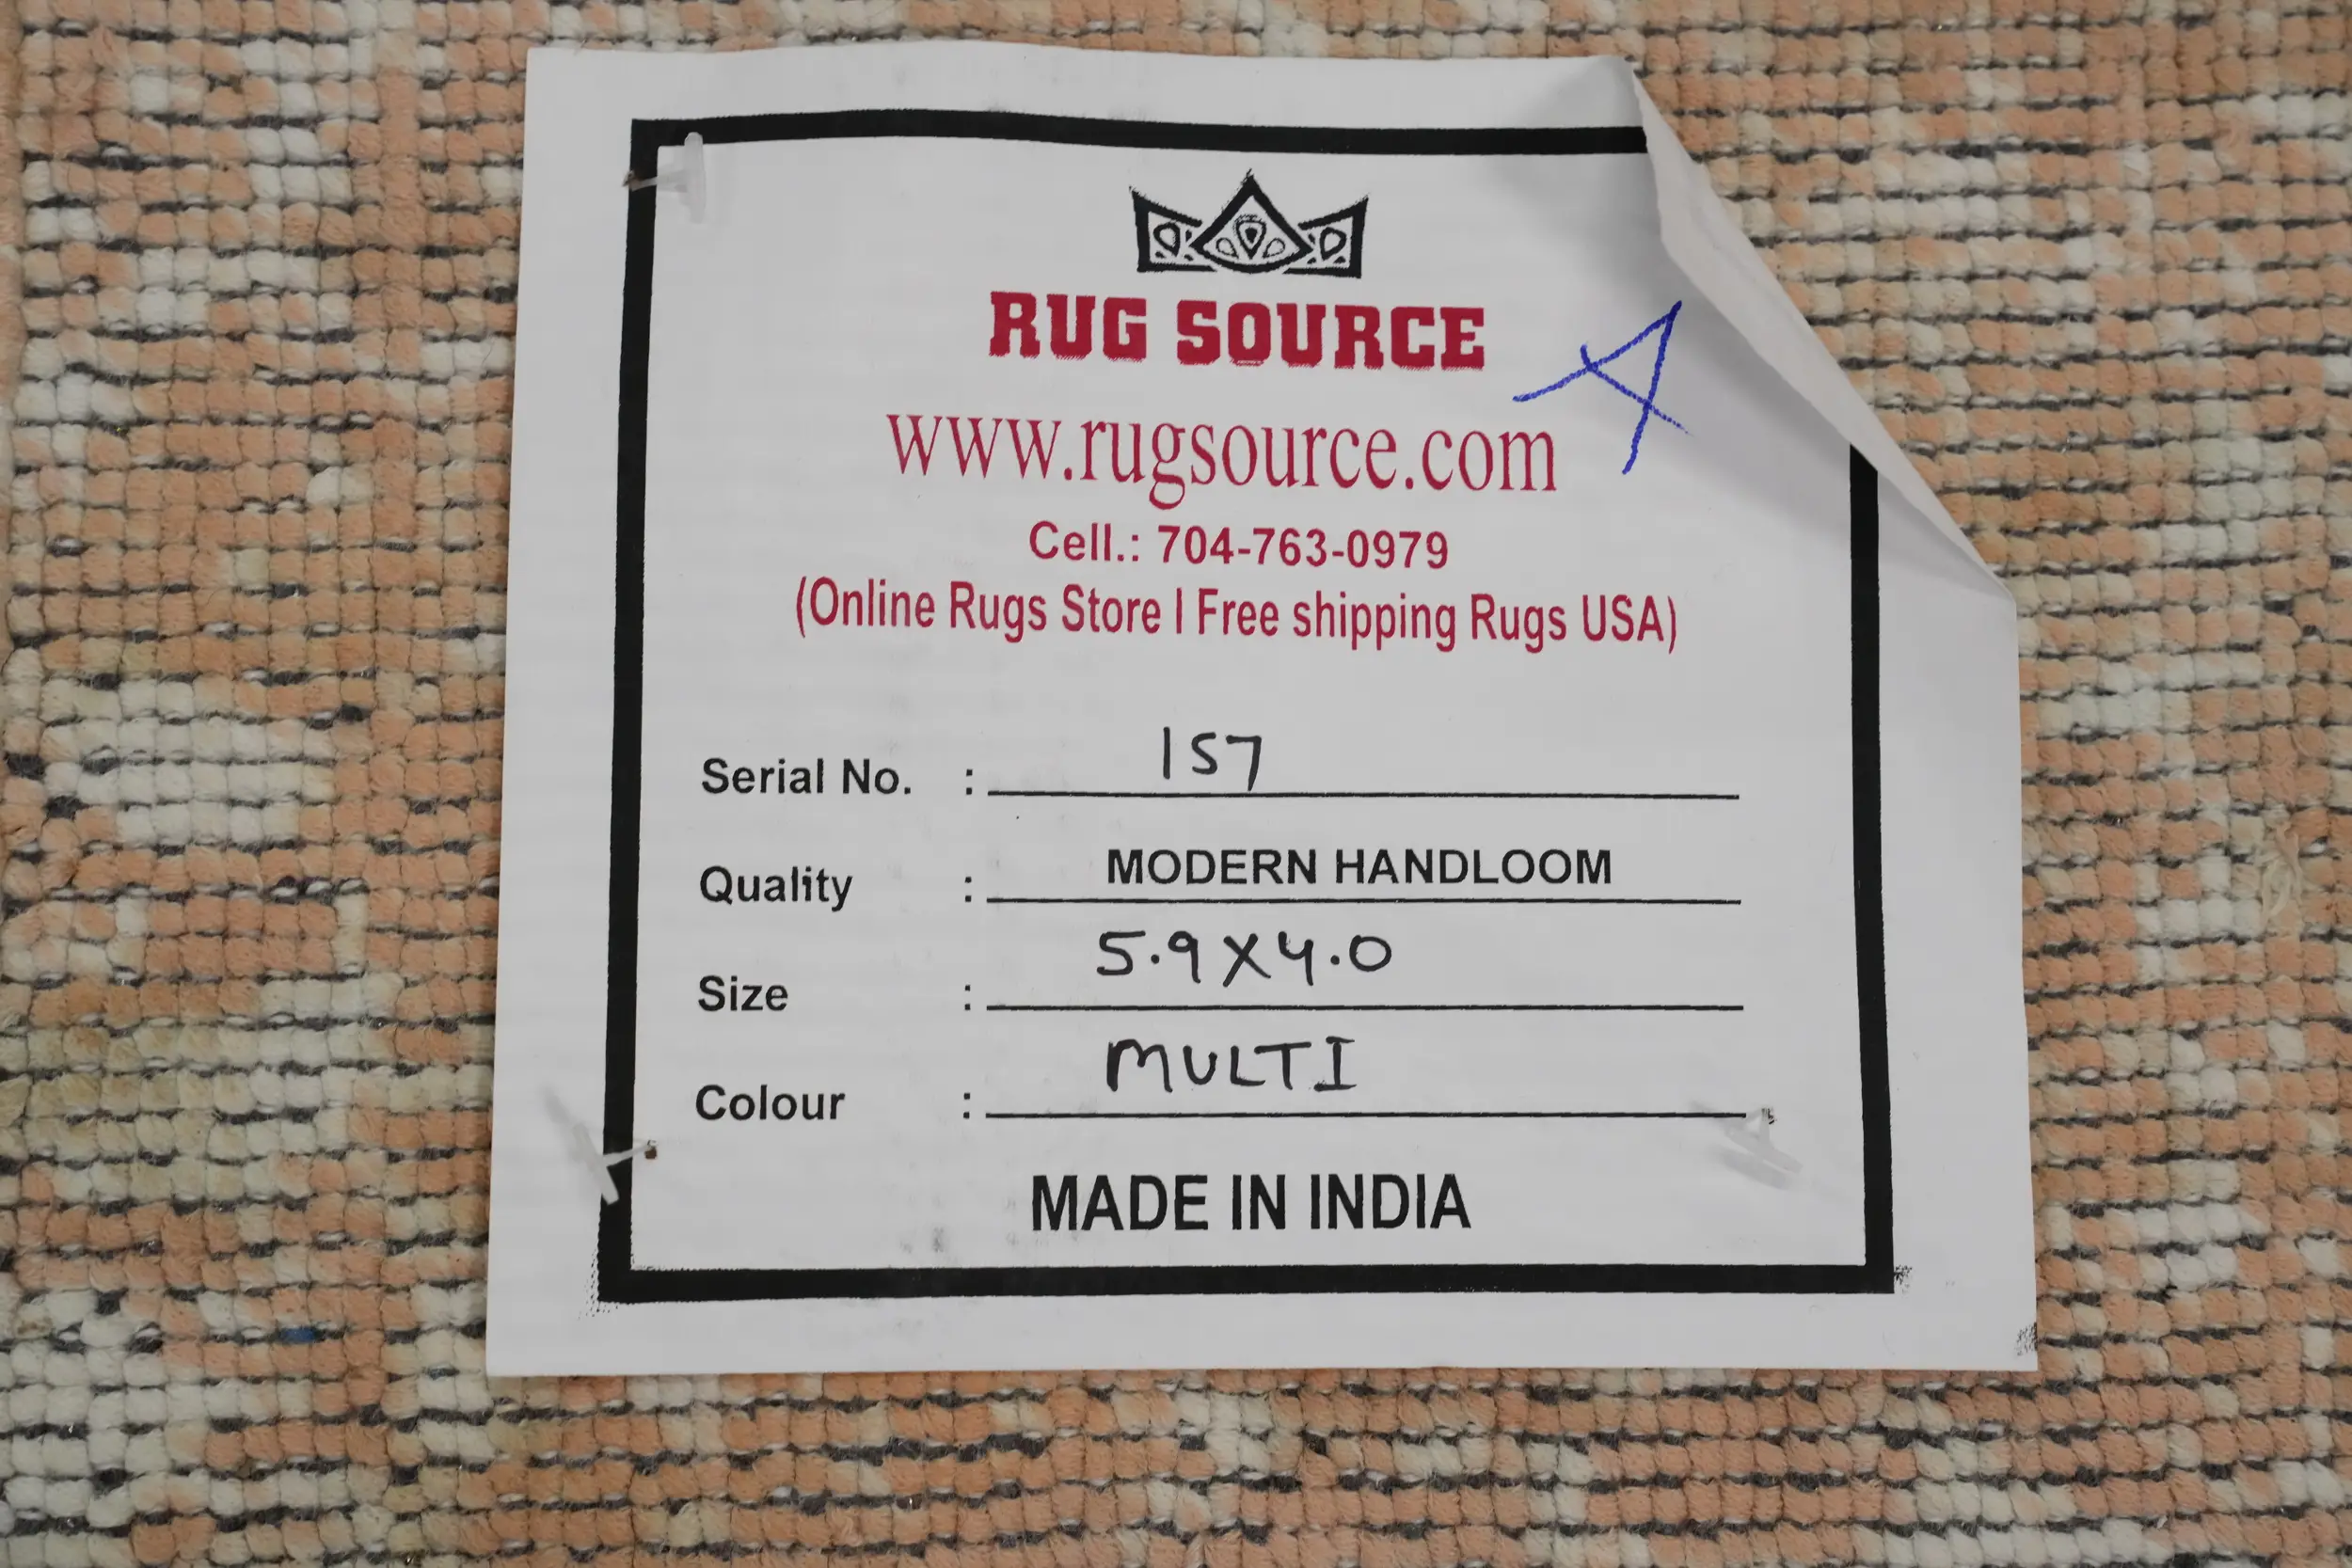 RUG SOURCE
A
www.rugsource.com
Cell.: 704-763-0979
(Online Rugs Store I Free shipping Rugs USA)
Serial No. : 157
Quality : MODERN HANDLOOM
Size : 5.9X4.0
Colour : MULTI
MADE IN INDIA